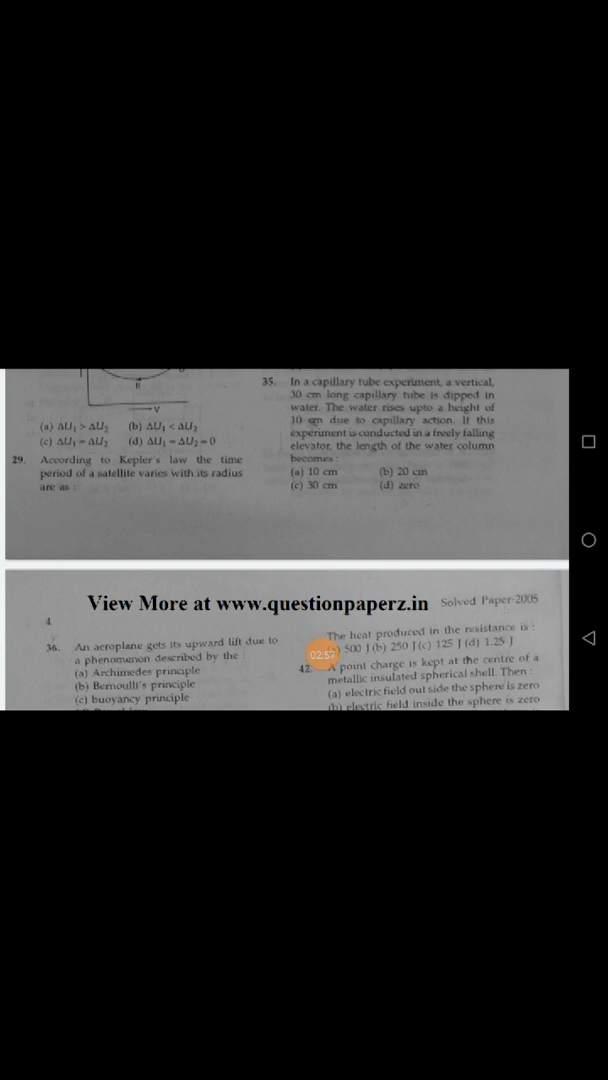 II
V
(a) ΔU₁ > ΔU₂ (b) ΔU₁ < ΔU₂
(c) ΔU₁ = ΔU₂ (d) ΔU₁ = ΔU₂ = 0
29. According to Kepler's law the time
period of a satellite varies with its radius
are as :
35. In a capillary tube experiment, a vertical,
30 cm long capillary tube is dipped in
water. The water rises upto a height of
10 cm due to capillary action. If this
experiment is conducted in a freely falling
elevator, the length of the water column
becomes :
(a) 10 cm (b) 20 cm
(c) 30 cm (d) zero
View More at www.questionpaperz.in Solved Paper-2005
4
36. An aeroplane gets its upward lift due to
a phenomenon described by the :
(a) Archimedes principle
(b) Bernoulli's principle
(c) buoyancy principle
The heat produced in the resistance is :
02:57
500 J (b) 250 J (c) 125 J (d) 1.25 J
42. A point charge is kept at the centre of a
metallic insulated spherical shell. Then :
(a) electric field out side the sphere is zero
(b) electric field inside the sphere is zero